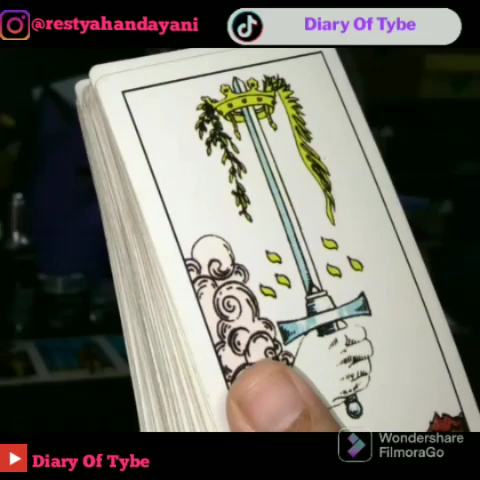 @restyahandayani
Diary Of Tybe
Wondershare
FilmoraGo
Diary Of Tybe